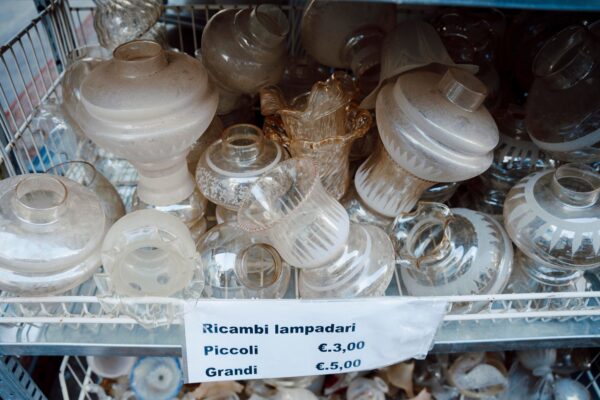 Ricambi lampadari
Piccoli €.3,00
Grandi €.5,00